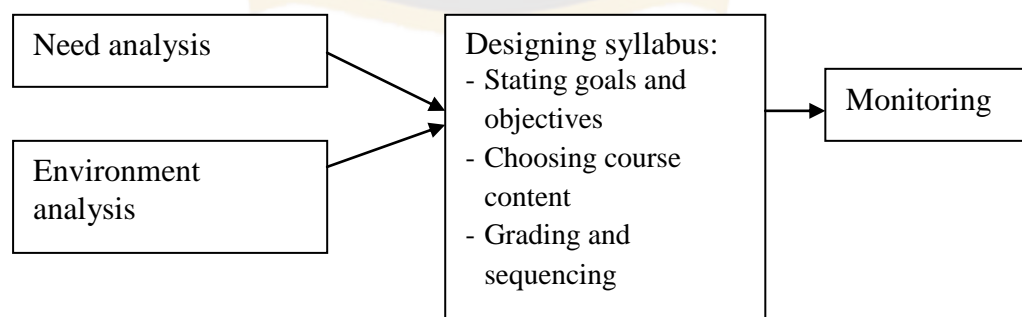 Need analysis
Environment
analysis
Designing syllabus:
- Stating goals and
objectives
- Choosing course
content
- Grading and
sequencing
Monitoring